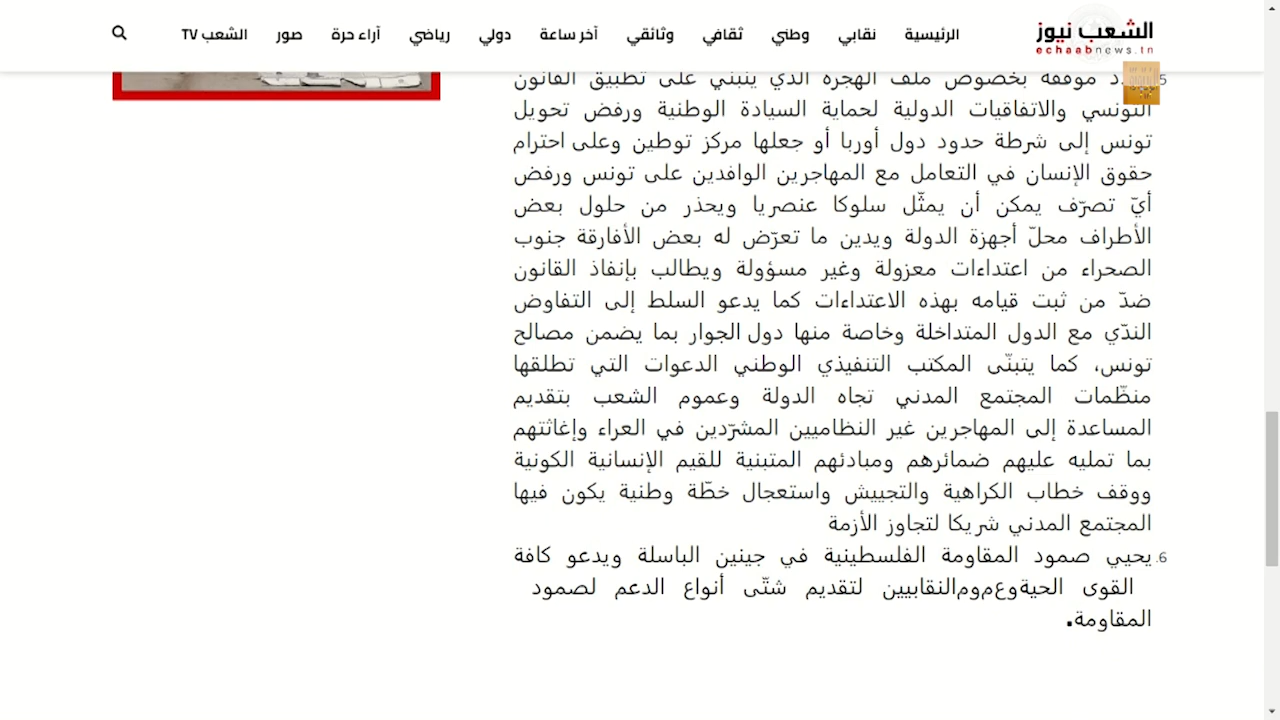 الشعب نيوز
echaabnews.tn
الرئيسية
نقابي
وطني
ثقافي
وثائقي
آخر ساعة
دولي
رياضي
آراء حرة
صور
الشعب TV
5. موقفه بخصوص ملف الهجرة الذي ينبني على تطبيق القانون
التونسي والاتفاقيات الدولية لحماية السيادة الوطنية ورفض تحويل
تونس إلى شرطة حدود دول أوربا أو جعلها مركز توطين وعلى احترام
حقوق الإنسان في التعامل مع المهاجرين الوافدين على تونس ورفض
أيّ تصرّف يمكن أن يمثّل سلوكا عنصريا ويحذر من حلول بعض
الأطراف محلّ أجهزة الدولة ويدين ما تعرّض له بعض الأفارقة جنوب
الصحراء من اعتداءات معزولة وغير مسؤولة ويطالب بإنفاذ القانون
ضدّ من ثبت قيامه بهذه الاعتداءات كما يدعو السلط إلى التفاوض
الندّي مع الدول المتداخلة وخاصة منها دول الجوار بما يضمن مصالح
تونس، كما يتبنّى المكتب التنفيذي الوطني الدعوات التي تطلقها
منظّمات المجتمع المدني تجاه الدولة وعموم الشعب بتقديم
المساعدة إلى المهاجرين غير النظاميين المشرّدين في العراء وإغاثتهم
بما تمليه عليهم ضمائرهم ومبادئهم المتبنية للقيم الإنسانية الكونية
ووقف خطاب الكراهية والتجييش واستعجال خطّة وطنية يكون فيها
المجتمع المدني شريكا لتجاوز الأزمة
6. يحيي صمود المقاومة الفلسطينية في جينين الباسلة ويدعو كافة
القوى الحيةوعمومالنقابيين لتقديم شتّى أنواع الدعم لصمود
المقاومة.